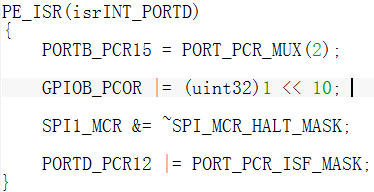 PE_ISR(isrINT_PORTD)
{
PORTB_PCR15 = PORT_PCR_MUX(2);
GPIOB_PCOR |= (uint32)1 << 10;
SPI1_MCR &= ~SPI_MCR_HALT_MASK;
PORTD_PCR12 |= PORT_PCR_ISF_MASK;
}